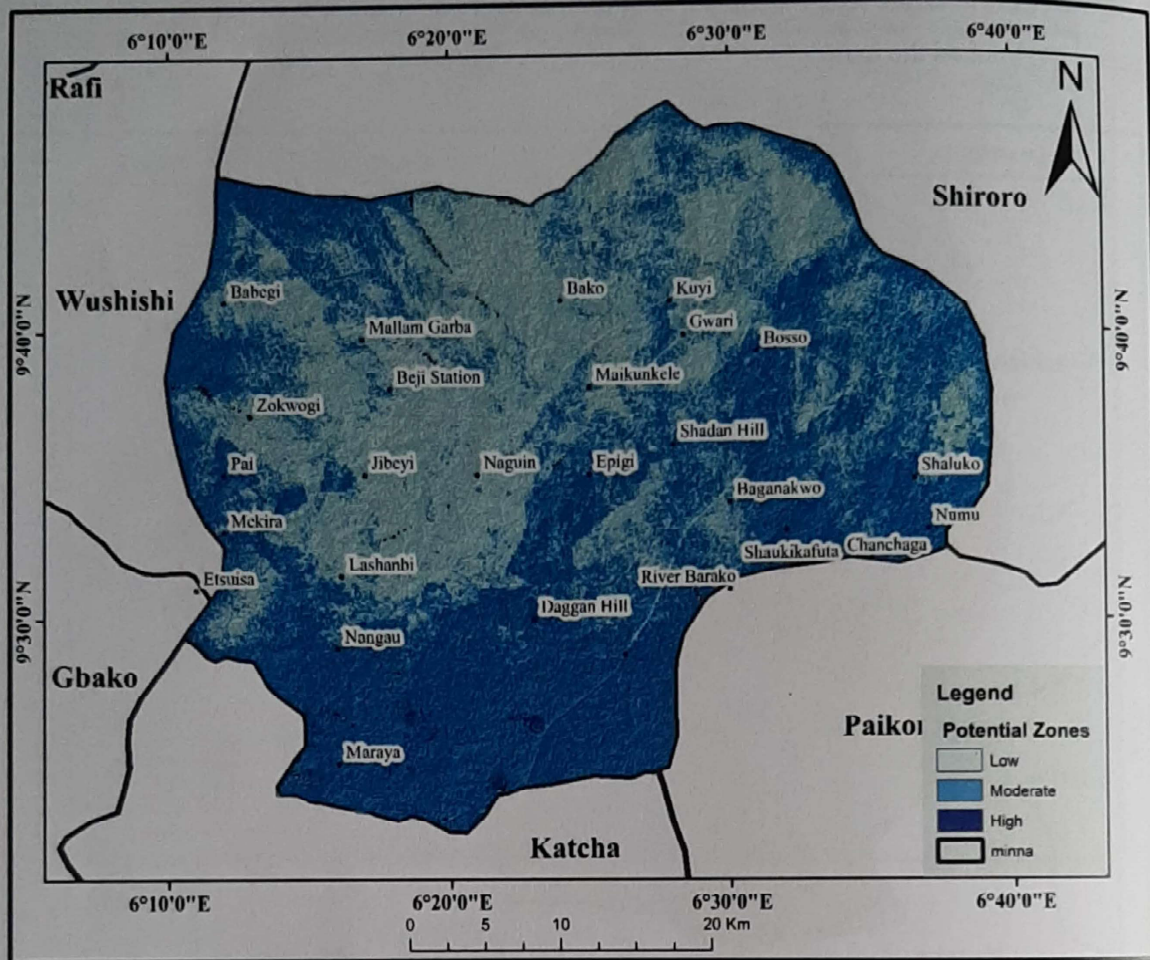 6°10'0"E 6°20'0"E 6°30'0"E 6°40'0"E
Rafi
N
Shiroro
Wushishi
Babegi
Bako
Kuyi
Mallam Garba
Gwari
Bosso
9°40'0"N
9°40'0"N
Beji Station
Maikunkele
Zokwogi
Shadan Hill
Pai
Jibeyi
Naguin
Epigi
Shaluko
Baganakwo
Mekira
Numu
Shaukikafuta
Chanchaga
Etsuisa
Lashanbi
River Barako
Daggan Hill
9°30'0"N
9°30'0"N
Nangau
Gbako
Legend
Paikor
Potential Zones
Maraya
Low
Moderate
High
Katcha
minna
6°10'0"E 6°20'0"E 6°30'0"E 6°40'0"E
0 5 10 20 Km